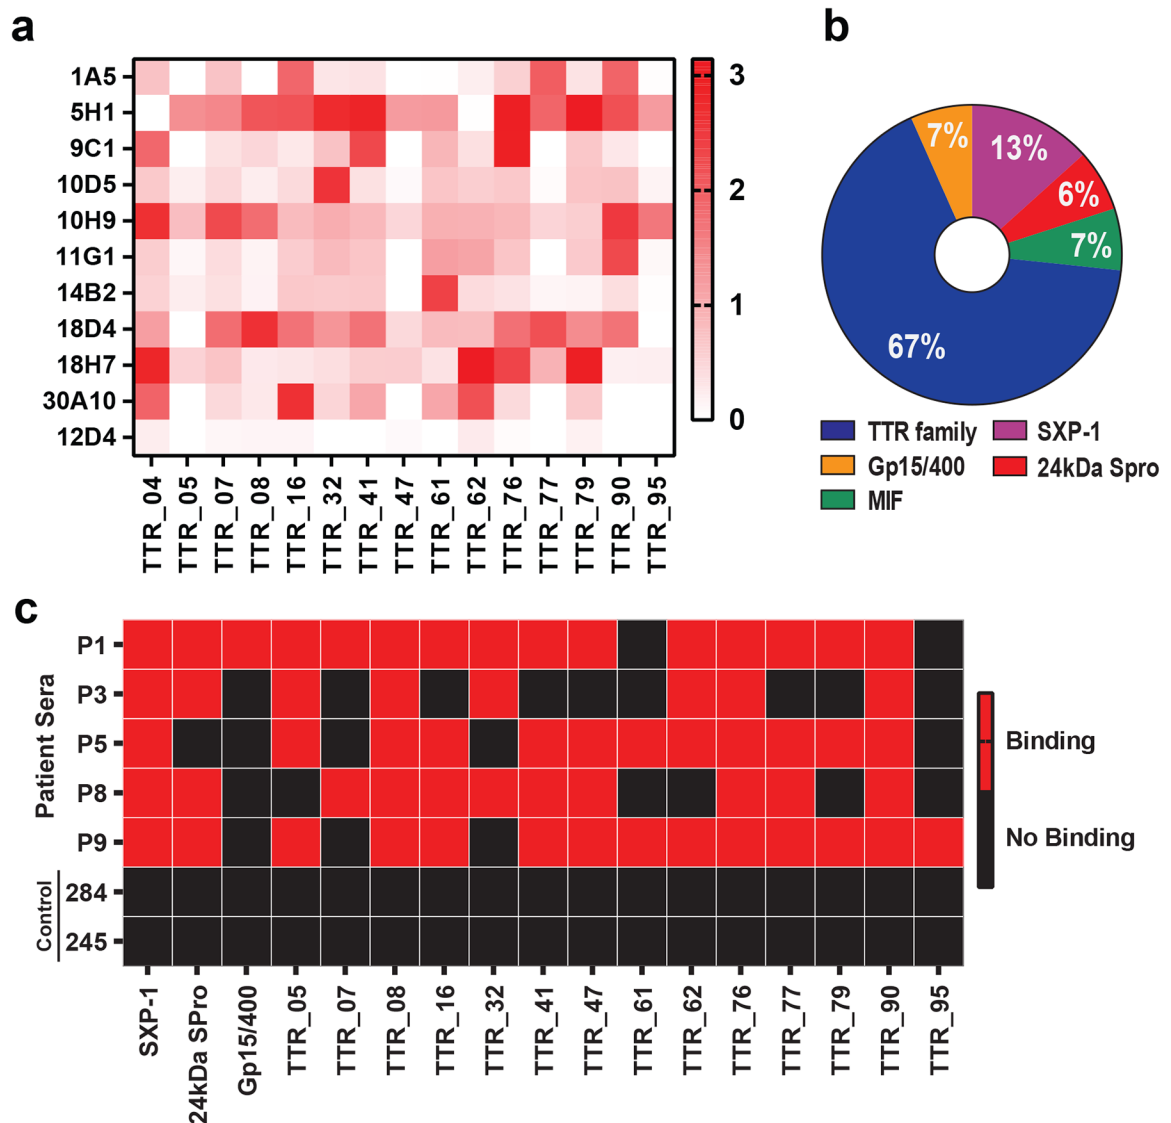 a
1A5
5H1
9C1
10D5
10H9
11G1
14B2
18D4
18H7
30A10
12D4
TTR_04
TTR_05
TTR_07
TTR_08
TTR_16
TTR_32
TTR_41
TTR_47
TTR_61
TTR_62
TTR_76
TTR_77
TTR_79
TTR_90
TTR_95
3
2
1
0
b
7%
13%
6%
7%
67%
TTR family
SXP-1
Gp15/400
24kDa Spro
MIF
c
Patient Sera
P1
P3
P5
P8
P9
Control
284
245
SXP-1
24kDa SPro
Gp15/400
TTR_05
TTR_07
TTR_08
TTR_16
TTR_32
TTR_41
TTR_47
TTR_61
TTR_62
TTR_76
TTR_77
TTR_79
TTR_90
TTR_95
Binding
No Binding